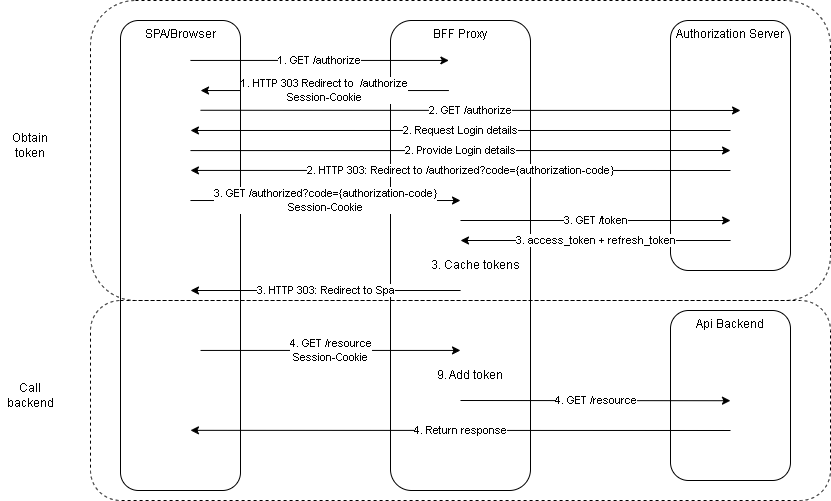 SPA/Browser
BFF Proxy
Authorization Server
1. GET /authorize
1. HTTP 303 Redirect to /authorize
Session-Cookie
2. GET /authorize
2. Request Login details
Obtain
token
2. Provide Login details
2. HTTP 303: Redirect to /authorized?code={authorization-code}
3. GET /authorized?code={authorization-code}
Session-Cookie
3. GET /token
3. access_token + refresh_token
3. Cache tokens
3. HTTP 303: Redirect to Spa
Api Backend
4. GET /resource
Session-Cookie
9. Add token
Call
backend
4. GET /resource
4. Return response